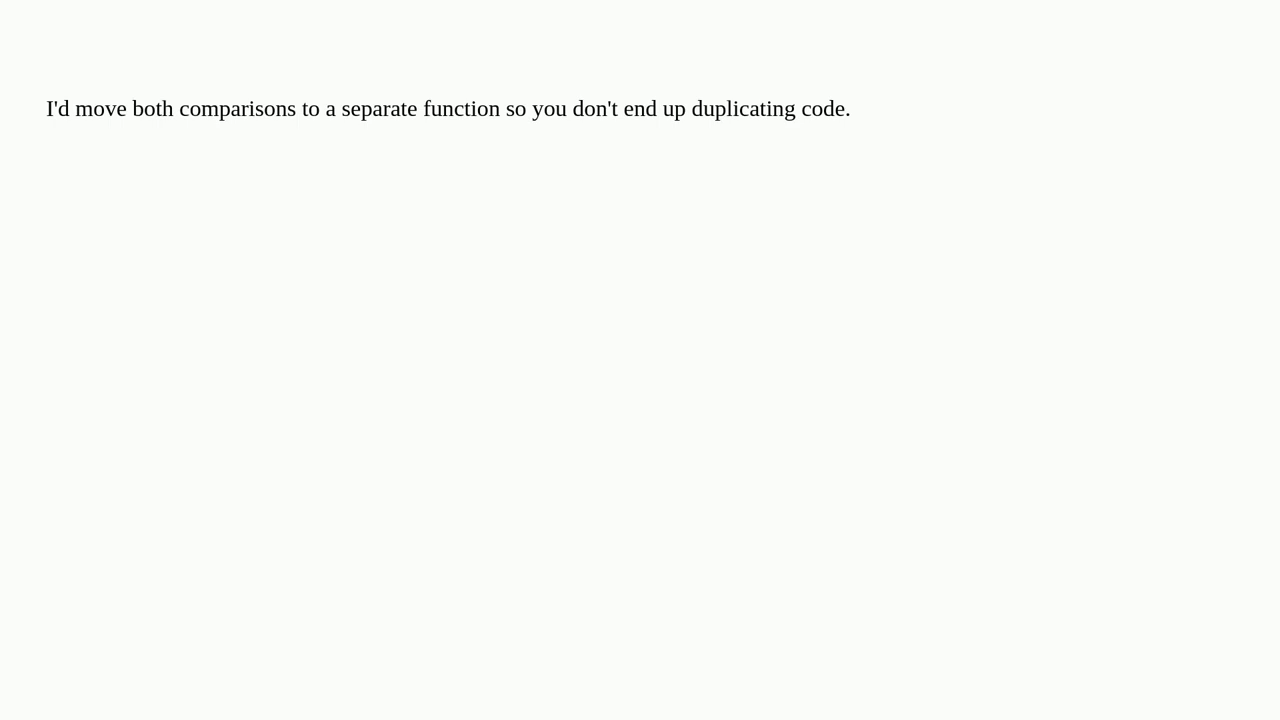 I'd move both comparisons to a separate function so you don't end up duplicating code.